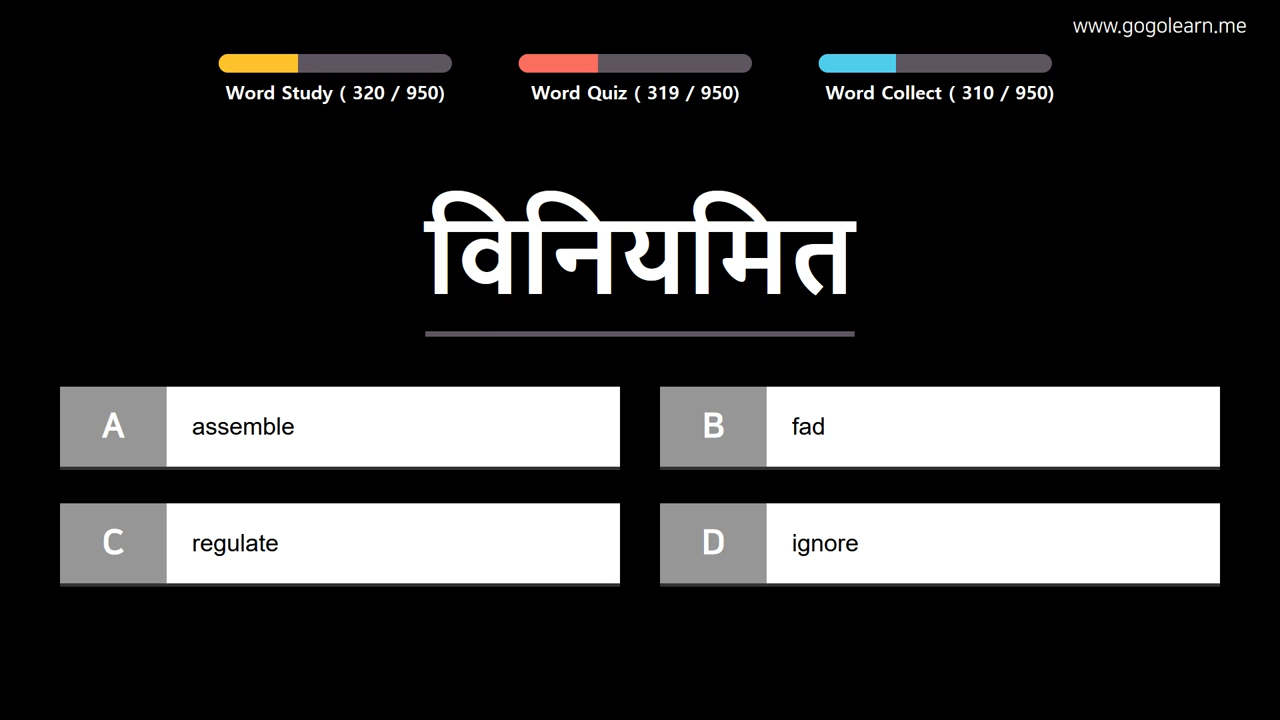 www.gogolearn.me
Word Study ( 320 / 950)
Word Quiz ( 319 / 950)
Word Collect ( 310 / 950)
विनियमित
A
assemble
B
fad
C
regulate
D
ignore